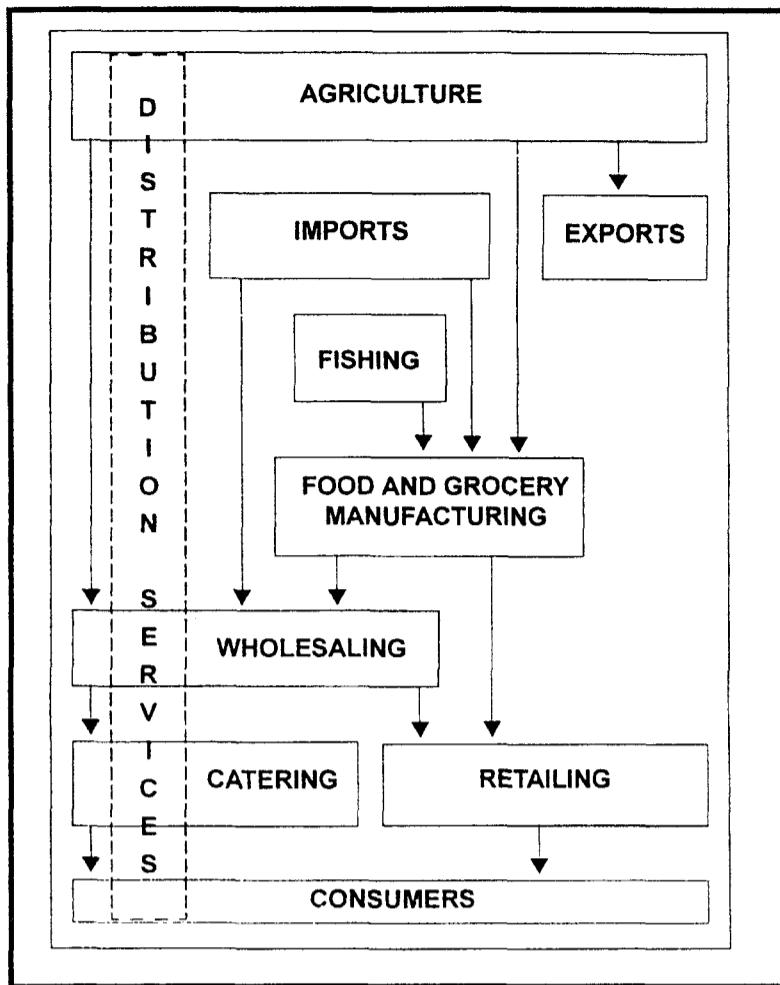 AGRICULTURE
DISTRIBUTION SERVICES
IMPORTS
EXPORTS
FISHING
FOOD AND GROCERY
MANUFACTURING
WHOLESALING
CATERING
RETAILING
CONSUMERS